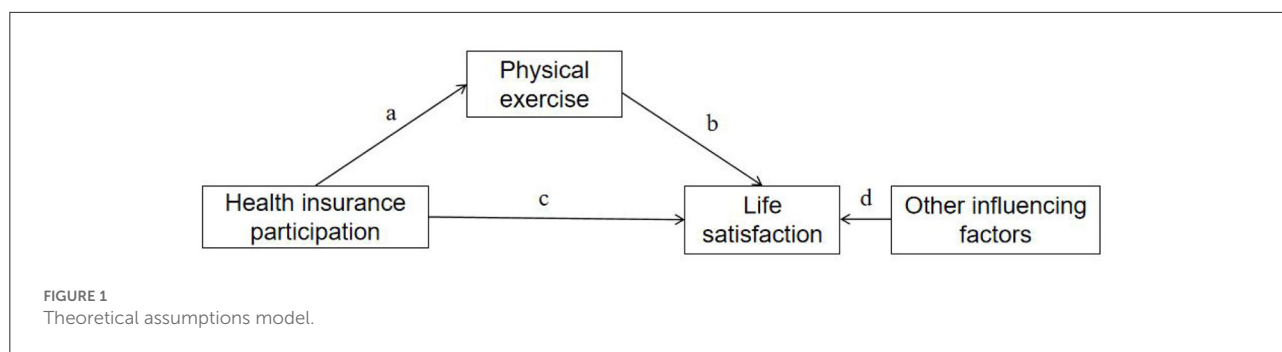 Physical
exercise
a
b
Health insurance
participation
c
Life
satisfaction
d
Other influencing
factors
FIGURE 1
Theoretical assumptions model.